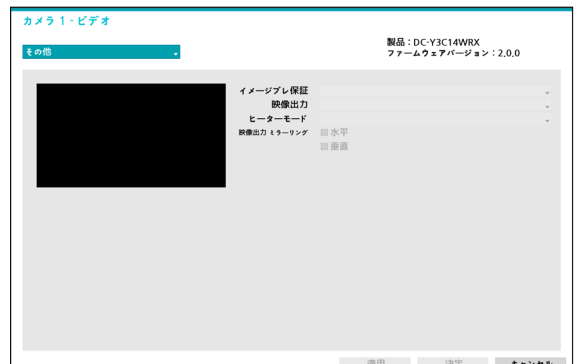 カメラ 1 - ビデオ
その他
製品：DC-Y3C14WRX
ファームウェアバージョン：2.0.0
イメージブレ保証
映像出力
ヒーターモード
映像出力 ミラーリング
水平
垂直
適用
決定
キャンセル